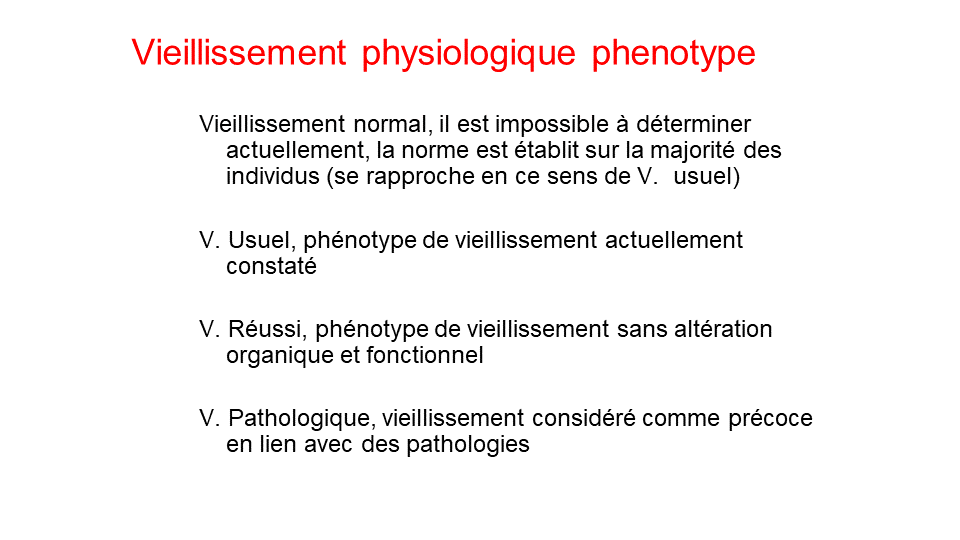 Vieillissement physiologique phenotype
Vieillissement normal, il est impossible à déterminer
actuellement, la norme est établit sur la majorité des
individus (se rapproche en ce sens de V. usuel)
V. Usuel, phénotype de vieillissement actuellement
constaté
V. Réussi, phénotype de vieillissement sans altération
organique et fonctionnel
V. Pathologique, vieillissement considéré comme précoce
en lien avec des pathologies